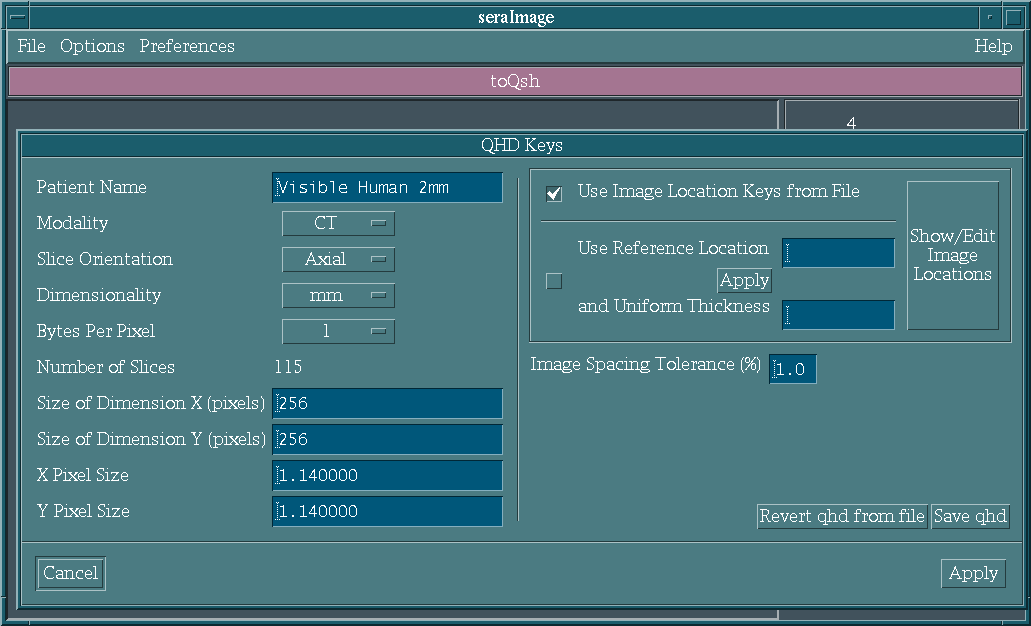 seraImage
File Options Preferences Help
toQsh
4
QHD Keys
Patient Name Visible Human 2mm
Modality CT
Slice Orientation Axial
Dimensionality mm
Bytes Per Pixel 1
Number of Slices 115
Size of Dimension X (pixels) 256
Size of Dimension Y (pixels) 256
X Pixel Size 1.140000
Y Pixel Size 1.140000
Use Image Location Keys from File
Use Reference Location
Apply
and Uniform Thickness
Show/Edit
Image
Locations
Image Spacing Tolerance (%) 1.0
Revert qhd from file Save qhd
Cancel Apply